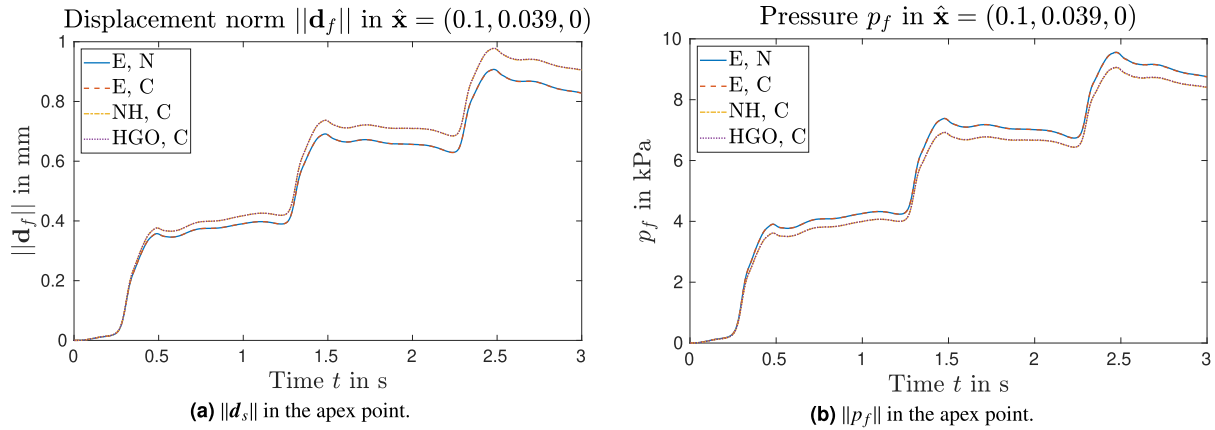 Displacement norm ||d_f|| in x̂ = (0.1, 0.039, 0)
1
0.8
0.6
0.4
0.2
0
||d_f|| in mm
E, N
E, C
NH, C
HGO, C
0 0.5 1 1.5 2 2.5 3
Time t in s
(a) ‖d_s‖ in the apex point.
Pressure p_f in x̂ = (0.1, 0.039, 0)
10
8
6
4
2
0
p_f in kPa
E, N
E, C
NH, C
HGO, C
0 0.5 1 1.5 2 2.5 3
Time t in s
(b) ‖p_f‖ in the apex point.